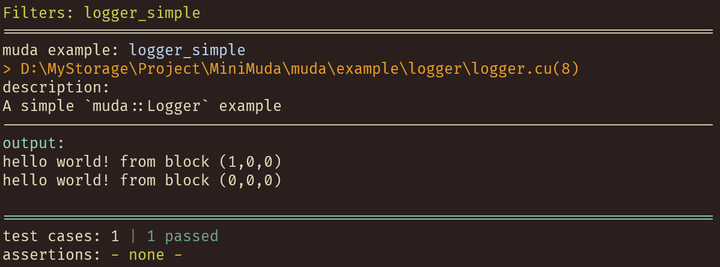 Filters: logger_simple
muda example: logger_simple
> D:\MyStorage\Project\MiniMuda\muda\example\logger\logger.cu(8)
description:
A simple `muda::Logger` example
output:
hello world! from block (1,0,0)
hello world! from block (0,0,0)
test cases: 1 | 1 passed
assertions: - none -